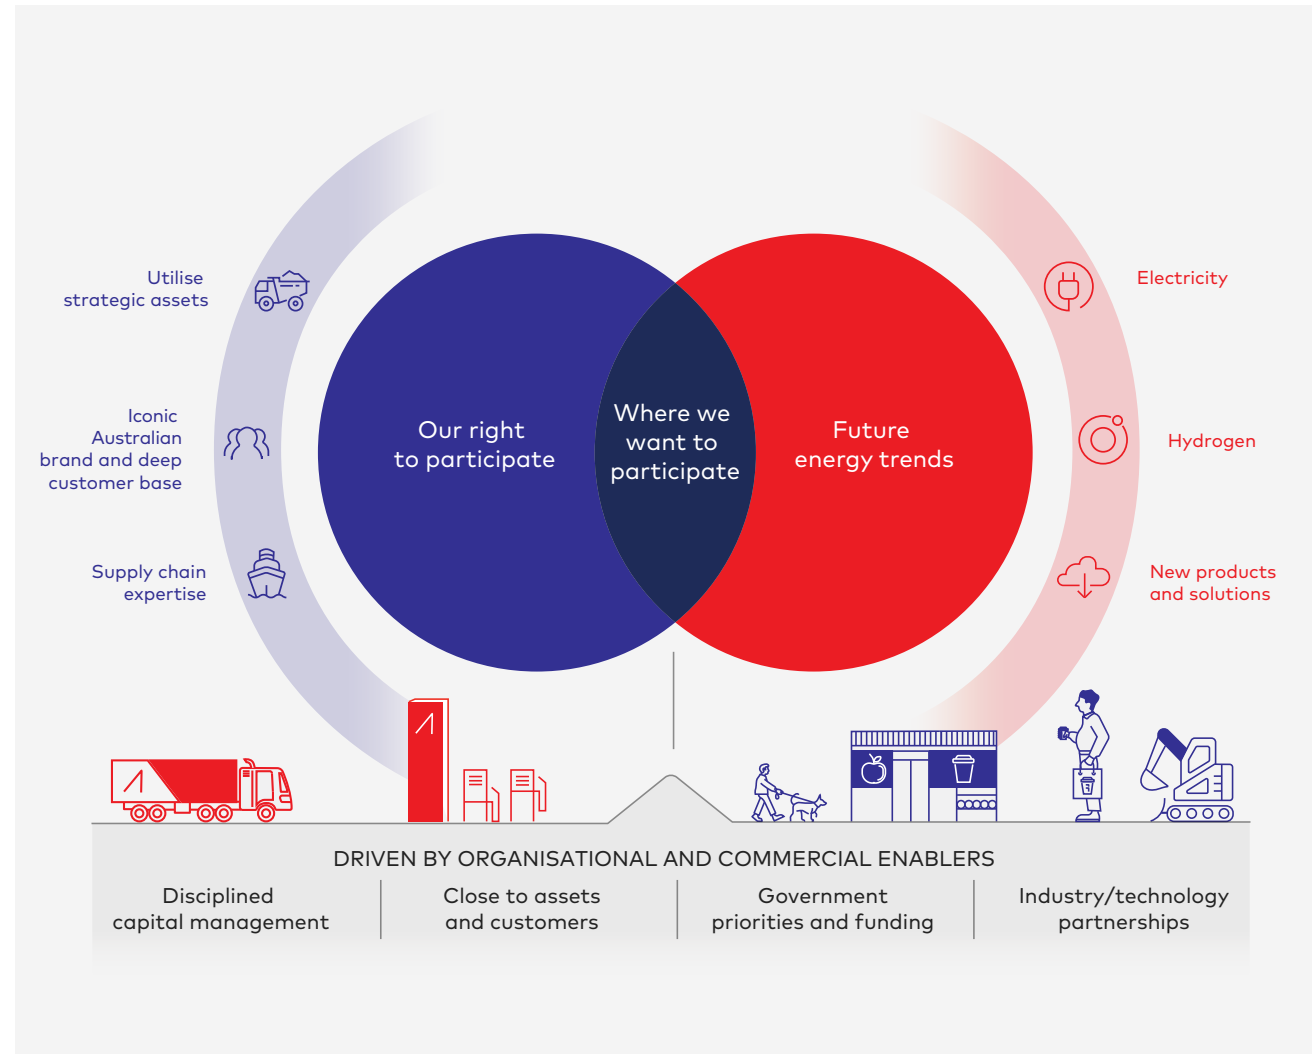 Utilise
strategic assets
Iconic
Australian
brand and deep
customer base
Supply chain
expertise
Our right
to participate
Where we
want to
participate
Future
energy trends
Electricity
Hydrogen
New products
and solutions
DRIVEN BY ORGANISATIONAL AND COMMERCIAL ENABLERS
Disciplined
capital management
Close to assets
and customers
Government
priorities and funding
Industry/technology
partnerships